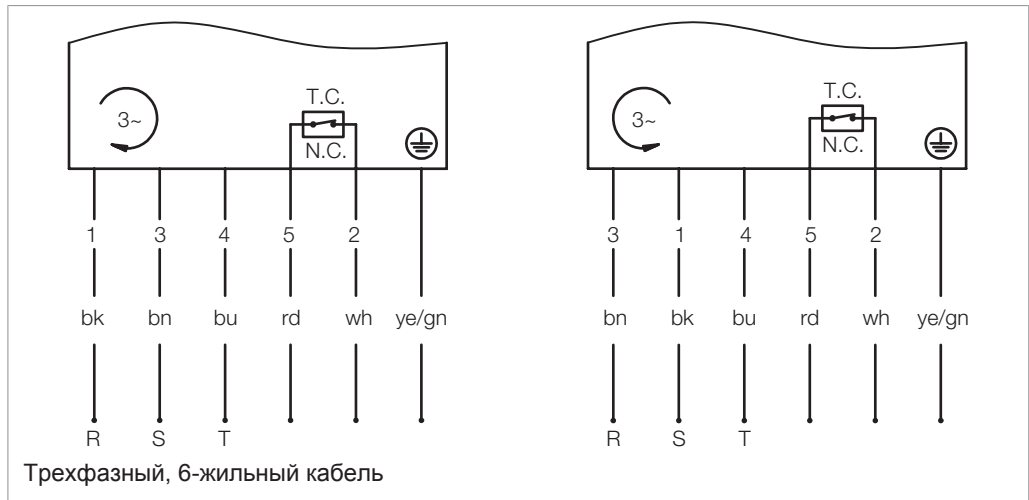 T.C. T.C.
3~ 3~
N.C. N.C.
1 3 4 5 2 3 1 4 5 2
bk bn bu rd wh ye/gn bn bk bu rd wh ye/gn
R S T R S T
Трехфазный, 6-жильный кабель